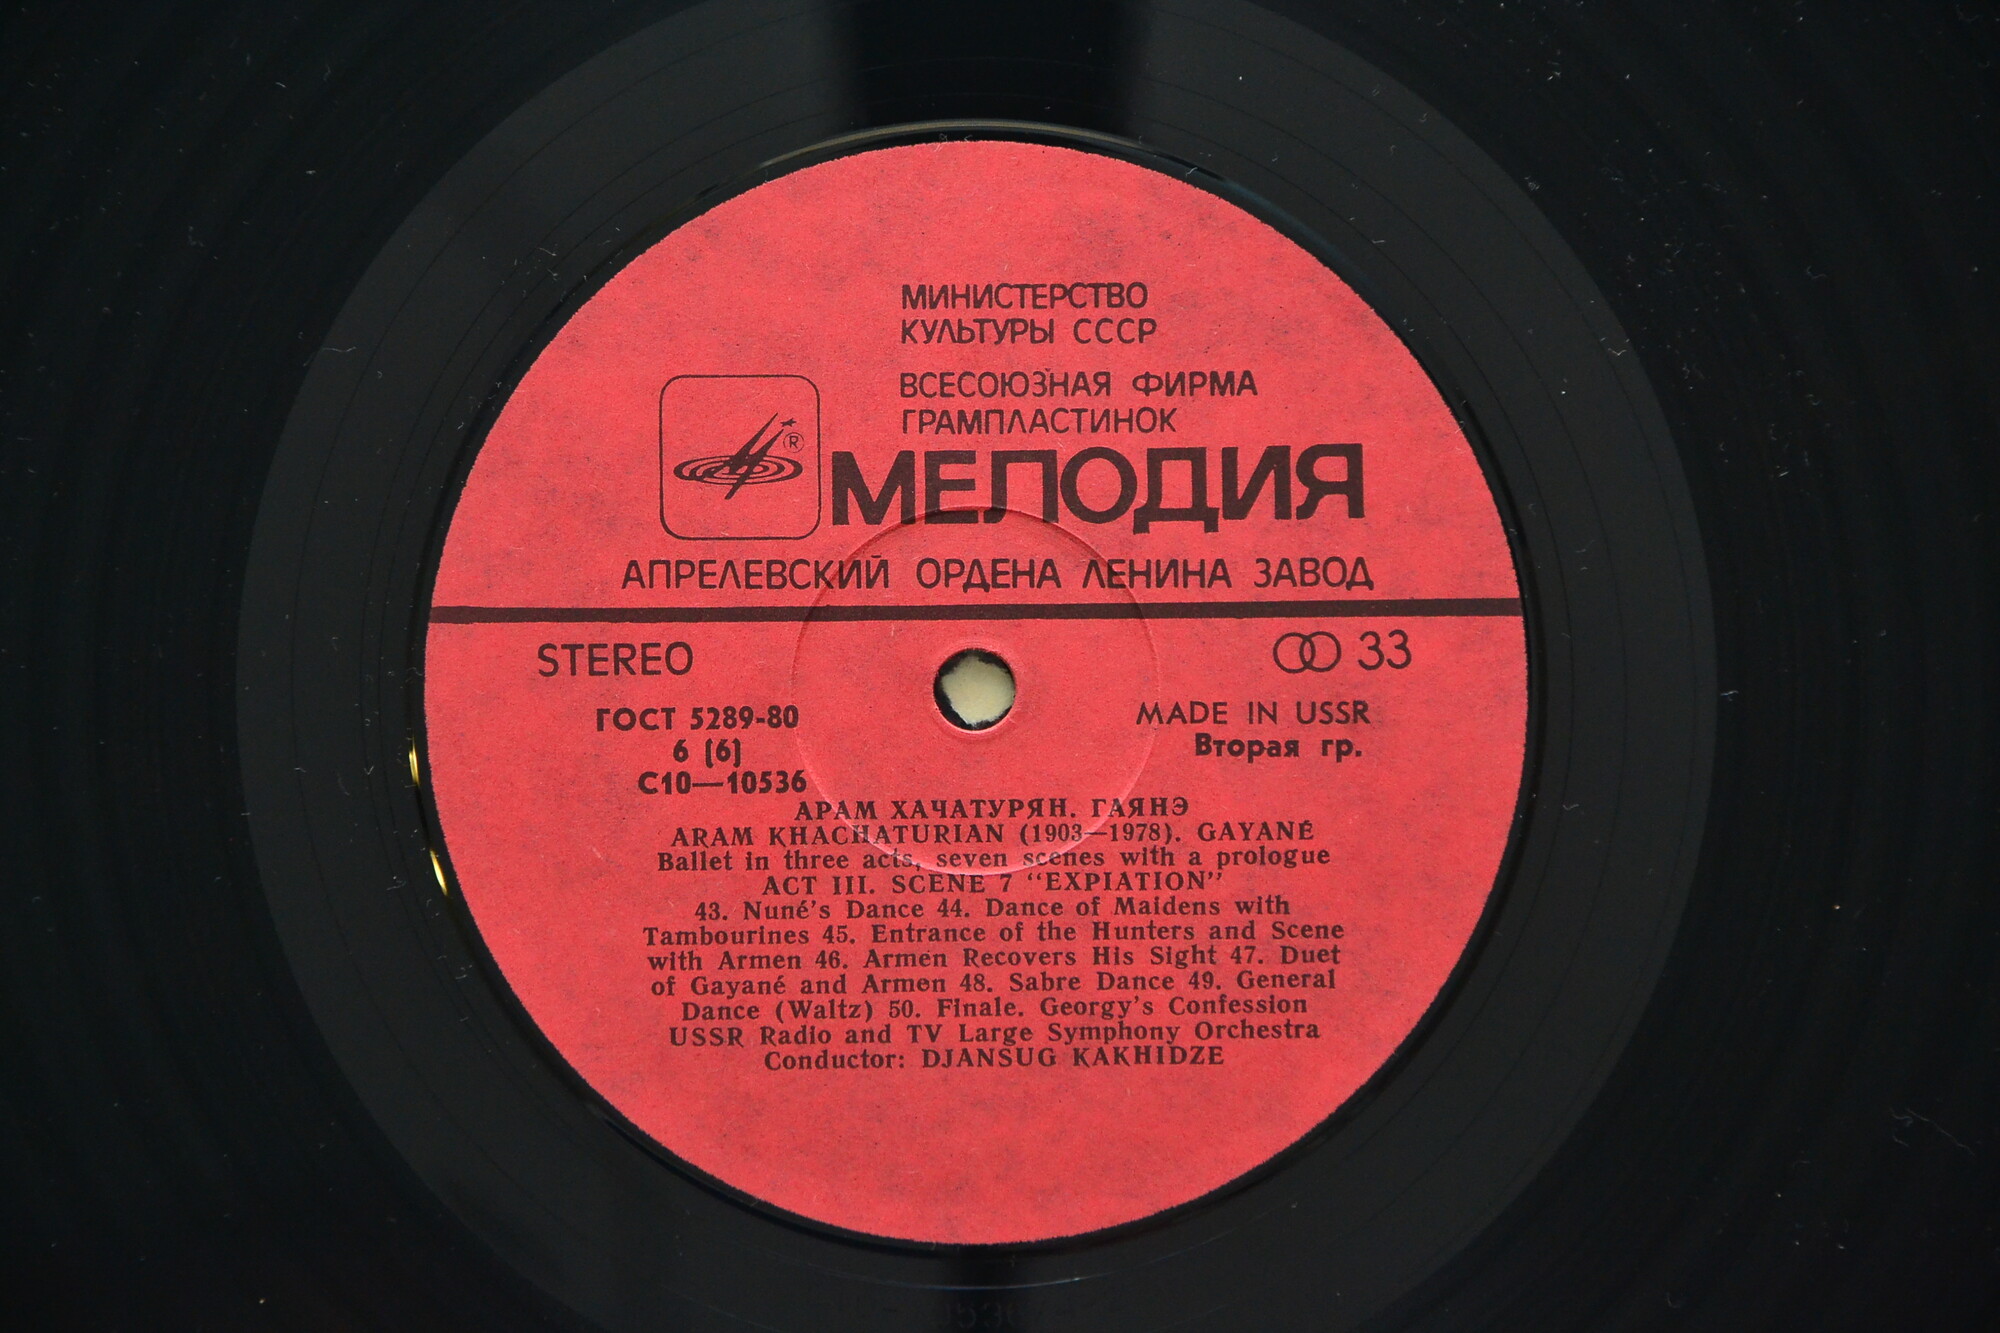 МИНИСТЕРСТВО
КУЛЬТУРЫ СССР
ВСЕСОЮЗНАЯ ФИРМА
ГРАМПЛАСТИНОК
®
МЕЛОДИЯ
АПРЕЛЕВСКИЙ ОРДЕНА ЛЕНИНА ЗАВОД
STEREO
33
ГОСТ 5289-80
MADE IN USSR
6 (6)
Вторая гр.
С10—10536
АРАМ ХАЧАТУРЯН. ГАЯНЭ
ARAM KHACHATURIAN (1903—1978). GAYANÉ
Ballet in three acts, seven scenes with a prologue
ACT III. SCENE 7 “EXPIATION”
43. Nuné’s Dance 44. Dance of Maidens with
Tambourines 45. Entrance of the Hunters and Scene
with Armen 46. Armen Recovers His Sight 47. Duet
of Gayané and Armen 48. Sabre Dance 49. General
Dance (Waltz) 50. Finale. Georgy’s Confession
USSR Radio and TV Large Symphony Orchestra
Conductor: DJANSUG KAKHIDZE